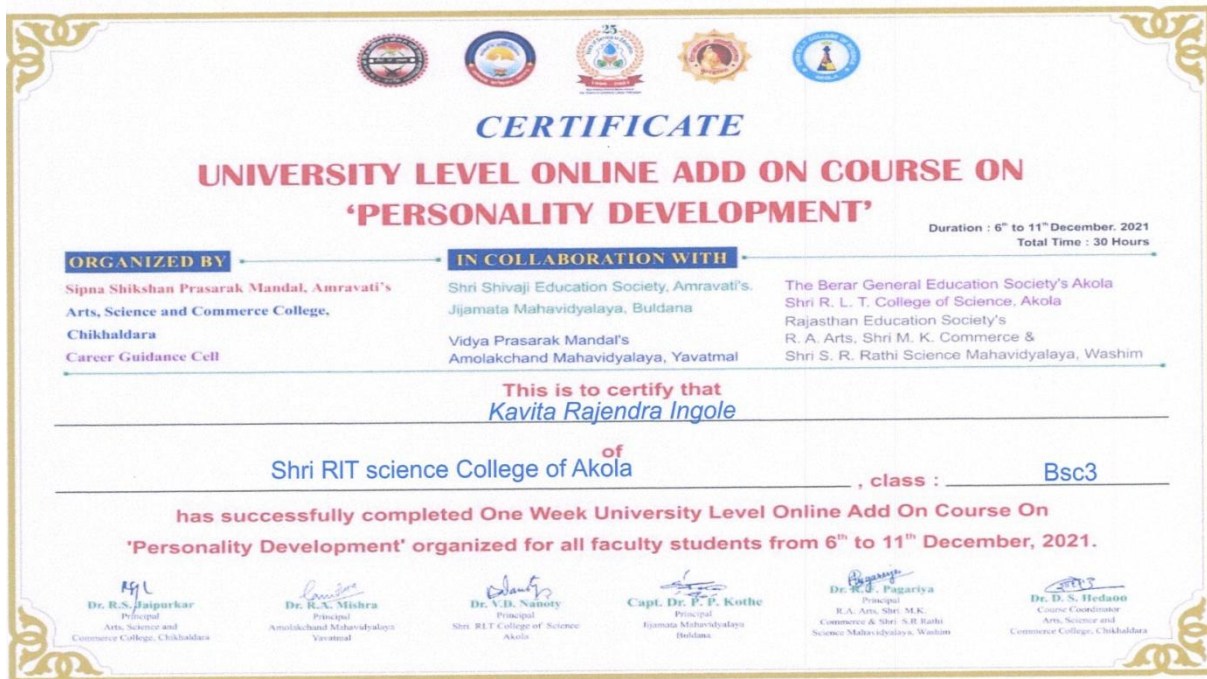 25
CERTIFICATE
UNIVERSITY LEVEL ONLINE ADD ON COURSE ON
‘PERSONALITY DEVELOPMENT’
Duration : 6th to 11th December. 2021
Total Time : 30 Hours
ORGANIZED BY
Sipna Shikshan Prasarak Mandal, Amravati's
Arts, Science and Commerce College,
Chikhaldara
Career Guidance Cell
IN COLLABORATION WITH
Shri Shivaji Education Society, Amravati's.
Jijamata Mahavidyalaya, Buldana
Vidya Prasarak Mandal's
Amolakchand Mahavidyalaya, Yavatmal
The Berar General Education Society's Akola
Shri R. L. T. College of Science, Akola
Rajasthan Education Society's
R. A. Arts, Shri M. K. Commerce &
Shri S. R. Rathi Science Mahavidyalaya, Washim
This is to certify that
Kavita Rajendra Ingole
of
Shri RIT science College of Akola , class : Bsc3
has successfully completed One Week University Level Online Add On Course On
'Personality Development' organized for all faculty students from 6th to 11th December, 2021.
Dr. R.S. Jaipurkar
Principal
Arts, Science and
Commerce College, Chikhaldara
Dr. R.A. Mishra
Principal
Amolakchand Mahavidyalaya
Yavatmal
Dr. V.D. Nanoty
Principal
Shri RLT College of Science
Akola
Capt. Dr. P. P. Kothe
Principal
Jijamata Mahavidyalaya
Buldana.
Dr. Pagariya
Principal
R.A. Arts, Shri. M.K.
Commerce & Shri S.R Rathi
Science Mahavidyalaya, Washim
Dr. D. S. Hedaoo
Course Coordinator
Arts, Science and
Commerce College, Chikhaldara